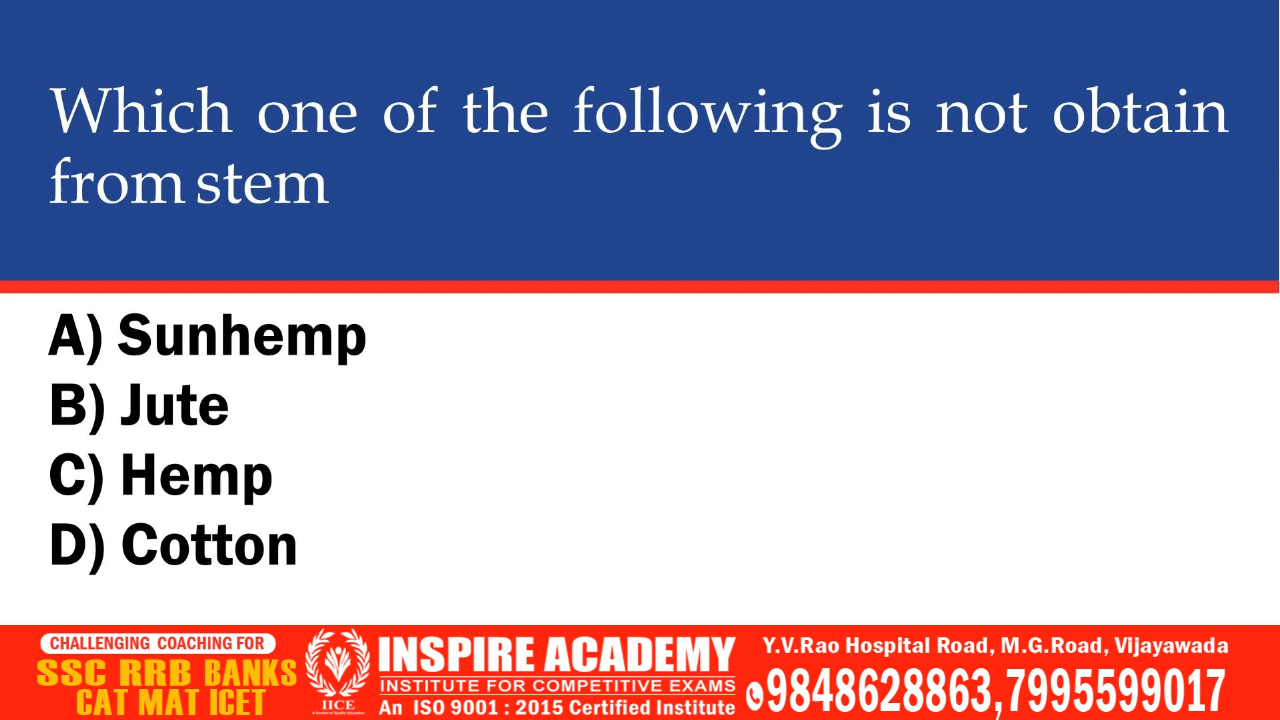 Which one of the following is not obtain
from stem
A) Sunhemp
B) Jute
C) Hemp
D) Cotton
CHALLENGING COACHING FOR
SSC RRB BANKS
CAT MAT ICET
IICE
INSPIRE ACADEMY
INSTITUTE FOR COMPETITIVE EXAMS
An ISO 9001 : 2015 Certified Institute
Y.V.Rao Hospital Road, M.G.Road, Vijayawada
9848628863,7995599017